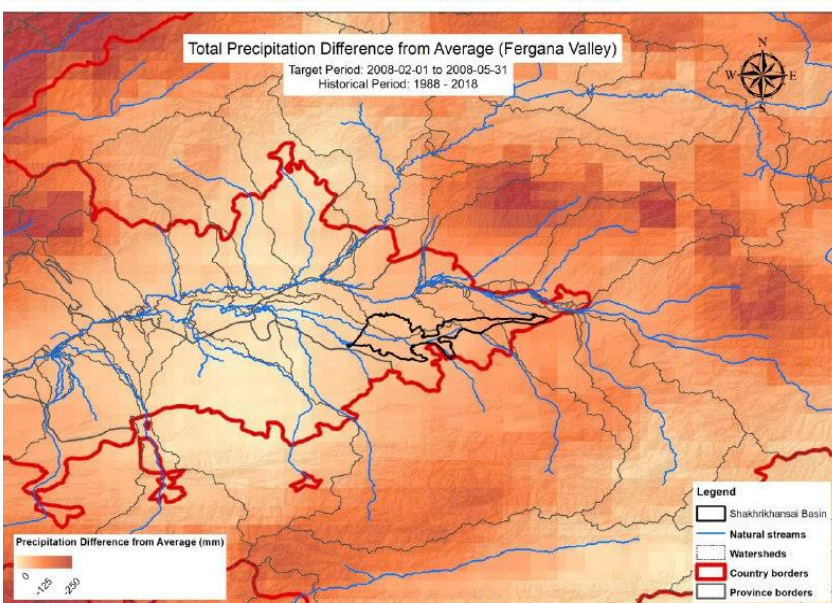 Total Precipitation Difference from Average (Fergana Valley)
Target Period: 2008-02-01 to 2008-05-31
Historical Period: 1988 - 2018
N
W
E
S
Legend
Shakhrikhansai Basin
Natural streams
Watersheds
Country borders
Province borders
Precipitation Difference from Average (mm)
0
-125
-250